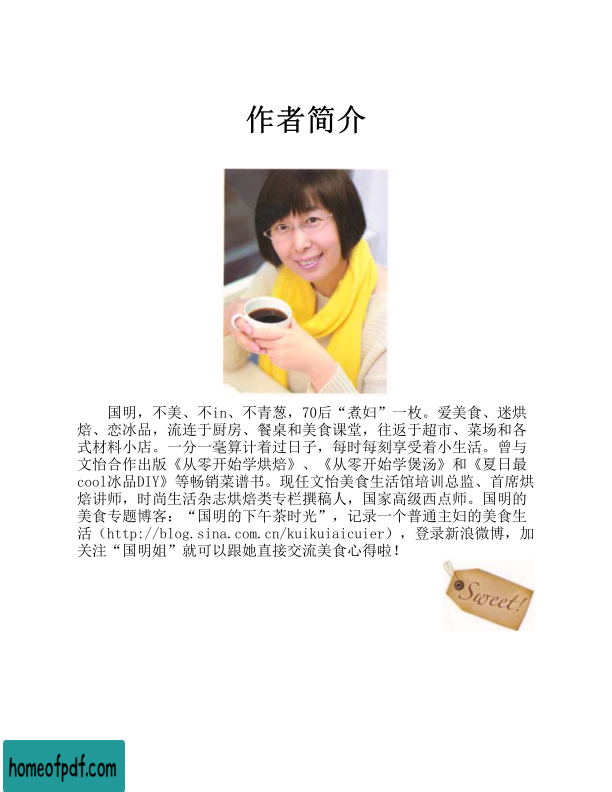 作者简介
国明，不美、不in、不青葱，70后“煮妇”一枚。爱美食、迷烘
焙、恋冰品，流连于厨房、餐桌和美食课堂，往返于超市、菜场和各
式材料小店。一分一毫算计着过日子，每时每刻享受着小生活。曾与
文怡合作出版《从零开始学烘焙》、《从零开始学煲汤》和《夏日最
cool冰品DIY》等畅销菜谱书。现任文怡美食生活馆培训总监、首席烘
焙讲师，时尚生活杂志烘焙类专栏撰稿人，国家高级西点师。国明的
美食专题博客：“国明的下午茶时光”，记录一个普通主妇的美食生
活（http://blog.sina.com.cn/kuikuiaicuier），登录新浪微博，加
关注“国明姐”就可以跟她直接交流美食心得啦！
Sweet!
homeofpdf.com